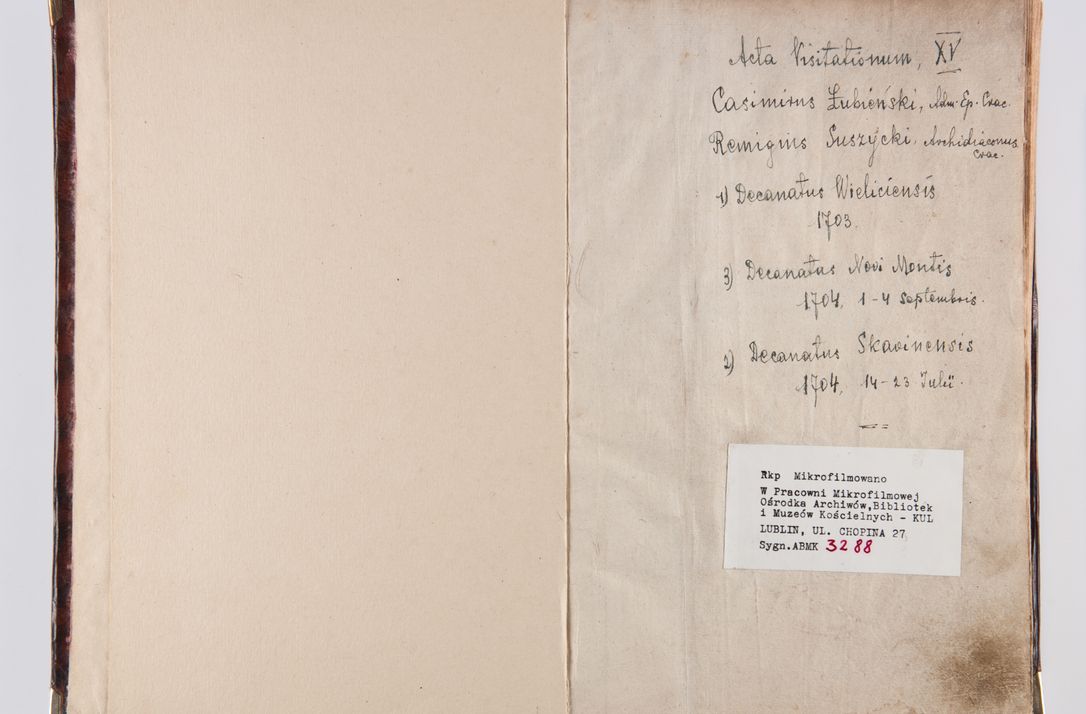 Acta Visitationum, XV
Casimirus Łubieński, Adm. Ep. Crac.
Remigius Suszycki, Archidiaconus
Crac.
1) Decanatus Wieliciensis
1703.
3) Decanatus Novi Montis
1704, 1-4 Septembris.
2) Decanatus Skavinensis
1704, 14-23 Julii.
Rkp Mikrofilmowano
W Pracowni Mikrofilmowej
Ośrodka Archiwów,Bibliotek
i Muzeów Kościelnych - KUL
LUBLIN, UL. CHOPINA 27
Sygn.ABMK 3288